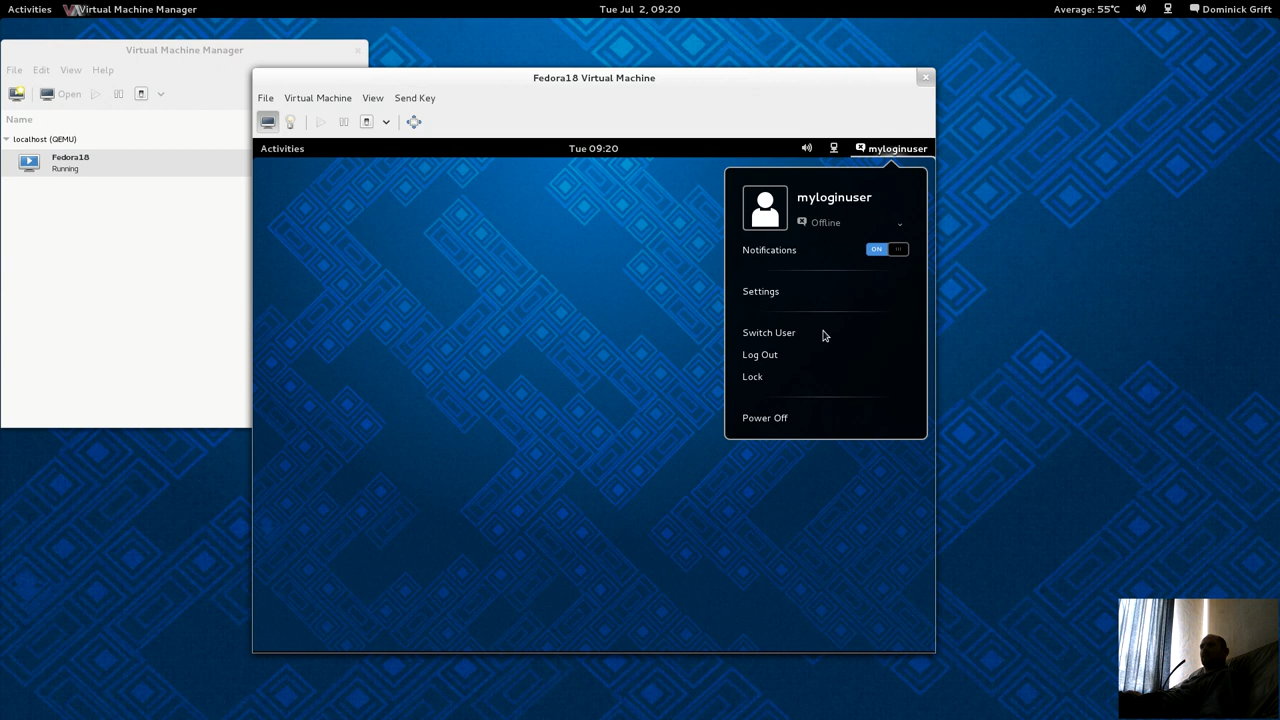 Activities Virtual Machine Manager Tue Jul 2, 09:20 Average: 55°C Dominick Grift
Virtual Machine Manager
File Edit View Help
Open
Name
localhost (QEMU)
Fedora18
Running
Fedora18 Virtual Machine
File Virtual Machine View Send Key
Activities Tue 09:20 myloginuser
myloginuser
Offline
Notifications ON
Settings
Switch User
Log Out
Lock
Power Off